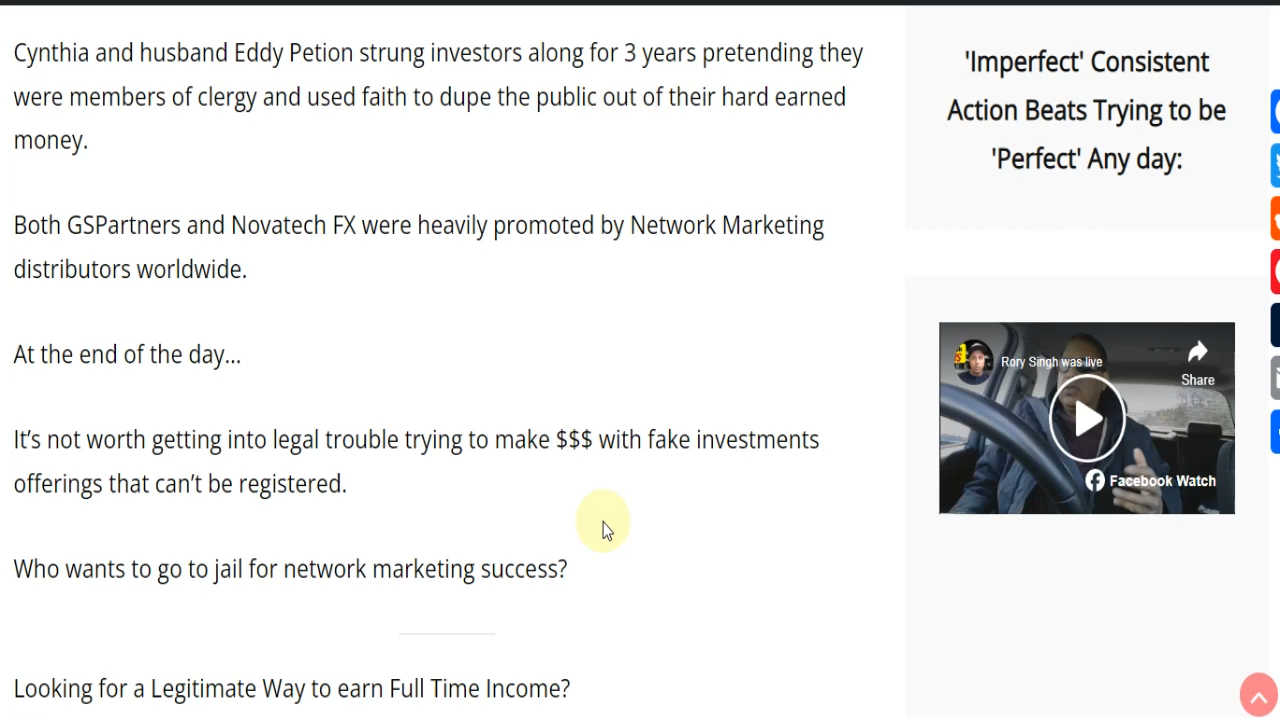 Cynthia and husband Eddy Petion strung investors along for 3 years pretending they
were members of clergy and used faith to dupe the public out of their hard earned
money.
Both GSPartners and Novatech FX were heavily promoted by Network Marketing
distributors worldwide.
At the end of the day...
It’s not worth getting into legal trouble trying to make $$$ with fake investments
offerings that can’t be registered.
Who wants to go to jail for network marketing success?
Looking for a Legitimate Way to earn Full Time Income?
'Imperfect' Consistent
Action Beats Trying to be
'Perfect' Any day:
Rory Singh was live
Share
Facebook Watch